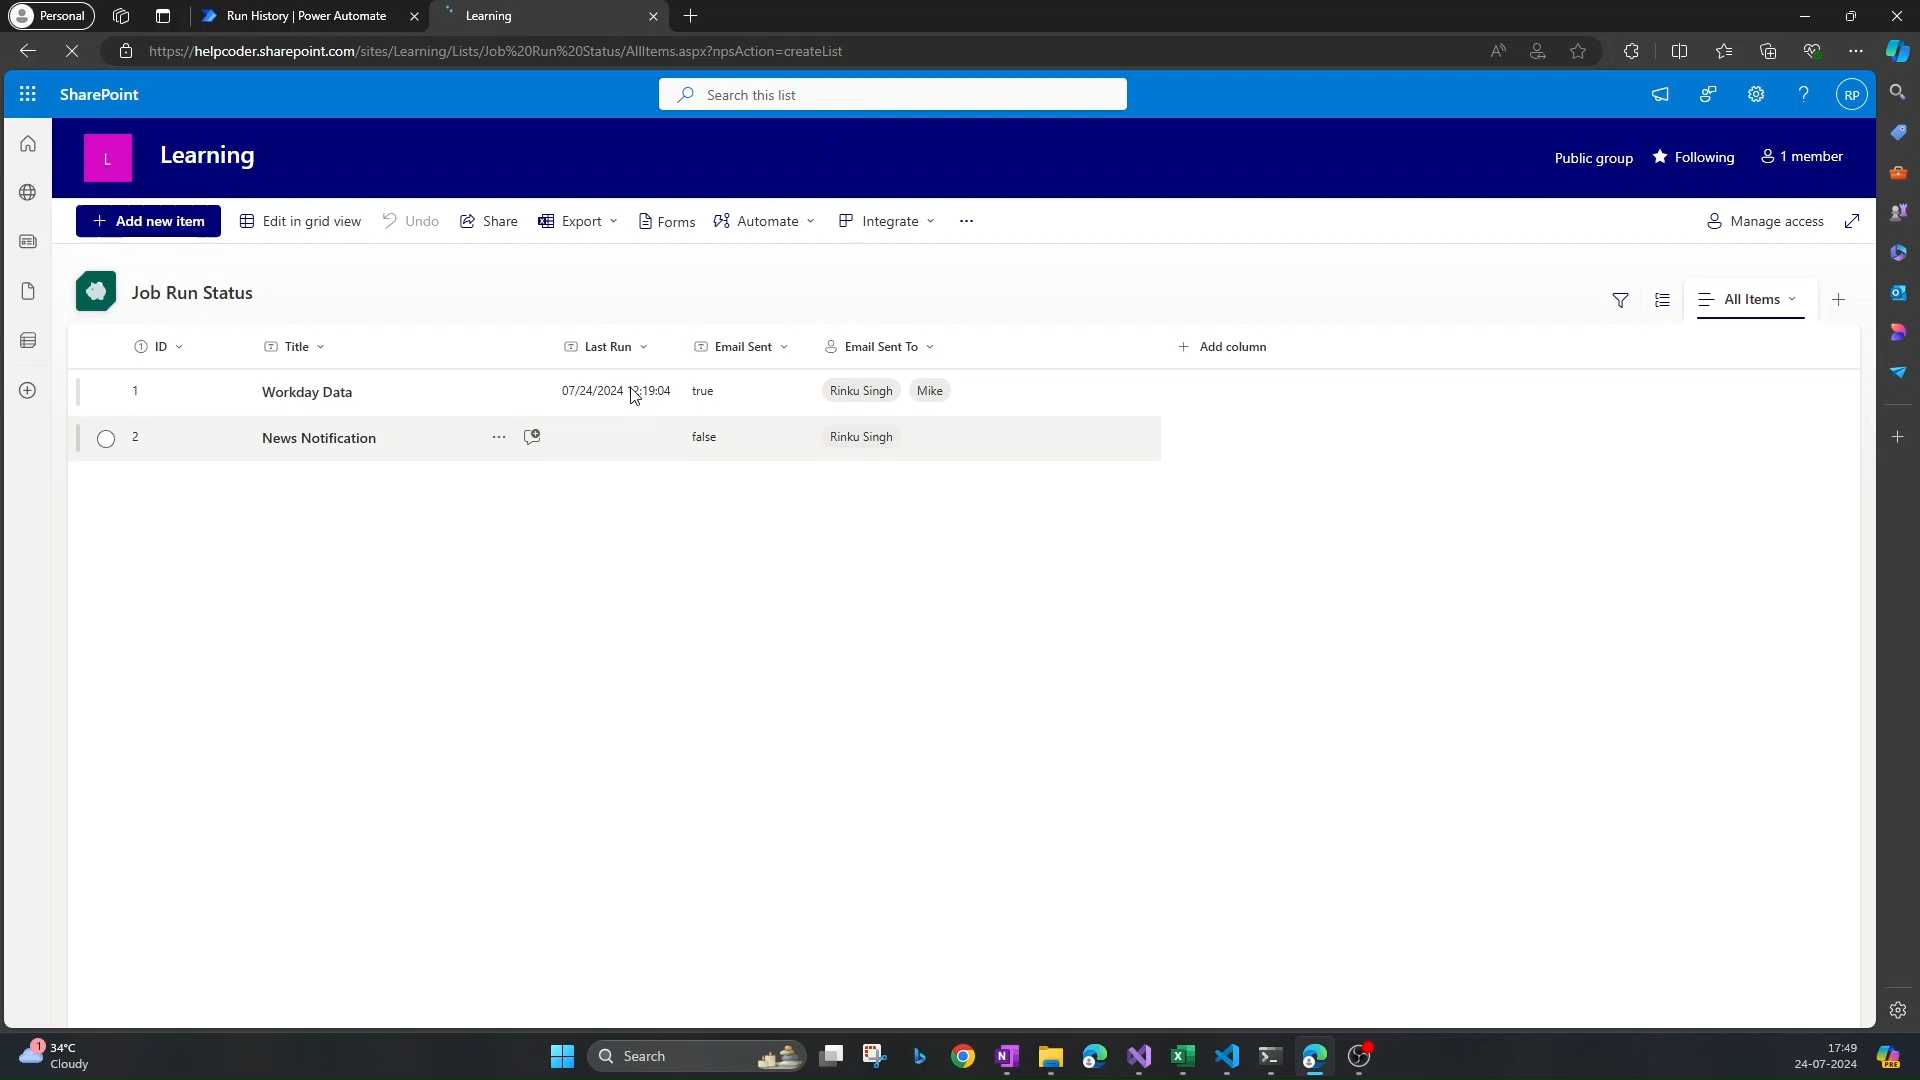 Personal
Run History | Power Automate
Learning
https://helpcoder.sharepoint.com/sites/Learning/Lists/Job%20Run%20Status/AllItems.aspx?npsAction=createList
SharePoint
Search this list
RP
L
Learning
Public group
Following
1 member
Add new item
Edit in grid view
Undo
Share
Export
Forms
Automate
Integrate
Manage access
Job Run Status
All Items
ID
Title
Last Run
Email Sent
Email Sent To
Add column
1
Workday Data
07/24/2024 12:19:04
true
Rinku Singh
Mike
2
News Notification
false
Rinku Singh
1
34°C
Cloudy
Search
17:49
24-07-2024
PRE